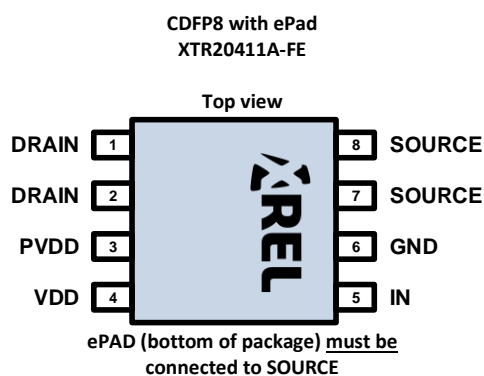 CDFP8 with ePad
XTR20411A-FE
Top view
DRAIN 1
DRAIN 2
PVDD 3
VDD 4
XREL
8 SOURCE
7 SOURCE
6 GND
5 IN
ePAD (bottom of package) must be
connected to SOURCE